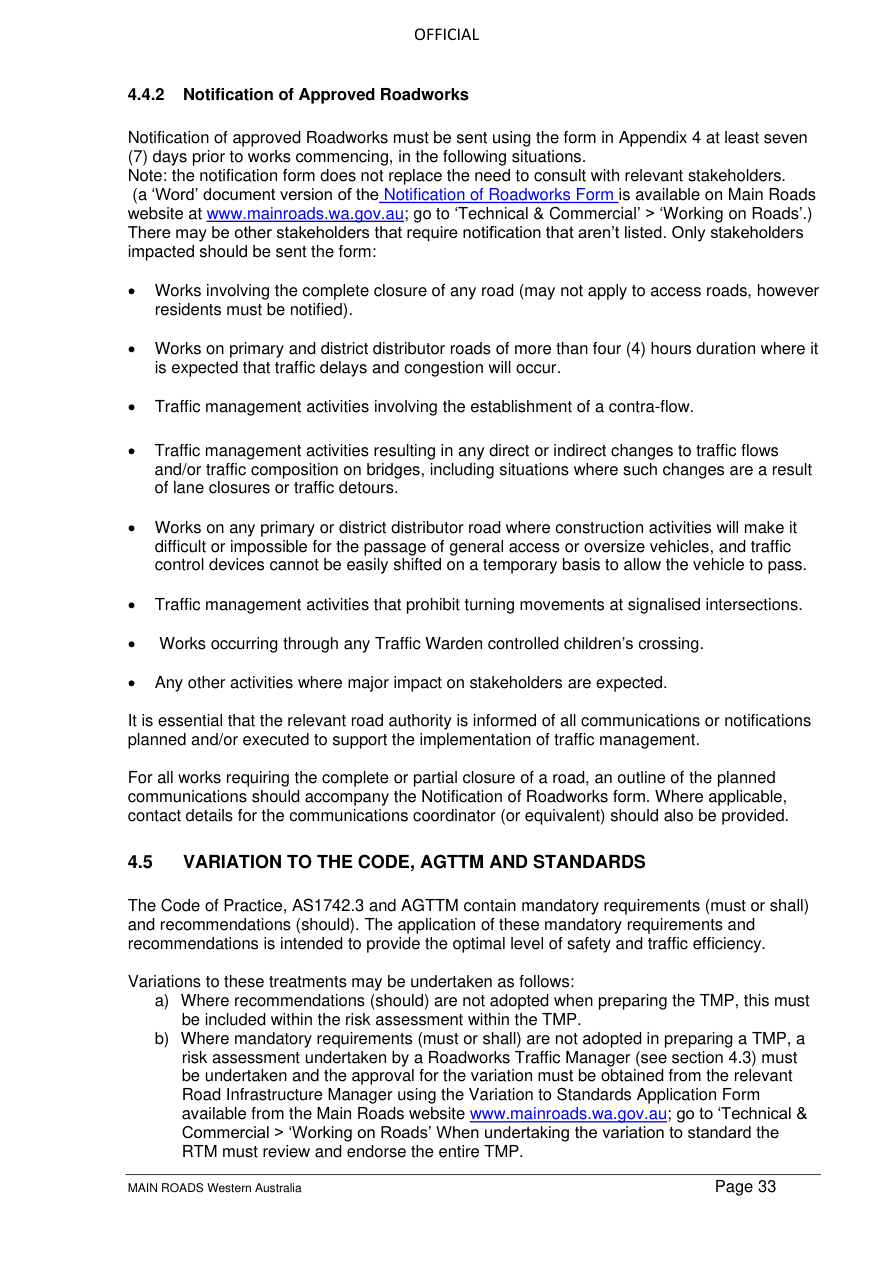 OFFICIAL
4.4.2 Notification of Approved Roadworks
Notification of approved Roadworks must be sent using the form in Appendix 4 at least seven
(7) days prior to works commencing, in the following situations.
Note: the notification form does not replace the need to consult with relevant stakeholders.
(a ‘Word’ document version of the Notification of Roadworks Form is available on Main Roads
website at www.mainroads.wa.gov.au; go to ‘Technical & Commercial’ > ‘Working on Roads’.)
There may be other stakeholders that require notification that aren’t listed. Only stakeholders
impacted should be sent the form:
• Works involving the complete closure of any road (may not apply to access roads, however
residents must be notified).
• Works on primary and district distributor roads of more than four (4) hours duration where it
is expected that traffic delays and congestion will occur.
• Traffic management activities involving the establishment of a contra-flow.
• Traffic management activities resulting in any direct or indirect changes to traffic flows
and/or traffic composition on bridges, including situations where such changes are a result
of lane closures or traffic detours.
• Works on any primary or district distributor road where construction activities will make it
difficult or impossible for the passage of general access or oversize vehicles, and traffic
control devices cannot be easily shifted on a temporary basis to allow the vehicle to pass.
• Traffic management activities that prohibit turning movements at signalised intersections.
• Works occurring through any Traffic Warden controlled children’s crossing.
• Any other activities where major impact on stakeholders are expected.
It is essential that the relevant road authority is informed of all communications or notifications
planned and/or executed to support the implementation of traffic management.
For all works requiring the complete or partial closure of a road, an outline of the planned
communications should accompany the Notification of Roadworks form. Where applicable,
contact details for the communications coordinator (or equivalent) should also be provided.
4.5 VARIATION TO THE CODE, AGTTM AND STANDARDS
The Code of Practice, AS1742.3 and AGTTM contain mandatory requirements (must or shall)
and recommendations (should). The application of these mandatory requirements and
recommendations is intended to provide the optimal level of safety and traffic efficiency.
Variations to these treatments may be undertaken as follows:
a) Where recommendations (should) are not adopted when preparing the TMP, this must
be included within the risk assessment within the TMP.
b) Where mandatory requirements (must or shall) are not adopted in preparing a TMP, a
risk assessment undertaken by a Roadworks Traffic Manager (see section 4.3) must
be undertaken and the approval for the variation must be obtained from the relevant
Road Infrastructure Manager using the Variation to Standards Application Form
available from the Main Roads website www.mainroads.wa.gov.au; go to ‘Technical &
Commercial > ‘Working on Roads’ When undertaking the variation to standard the
RTM must review and endorse the entire TMP.
MAIN ROADS Western Australia Page 33